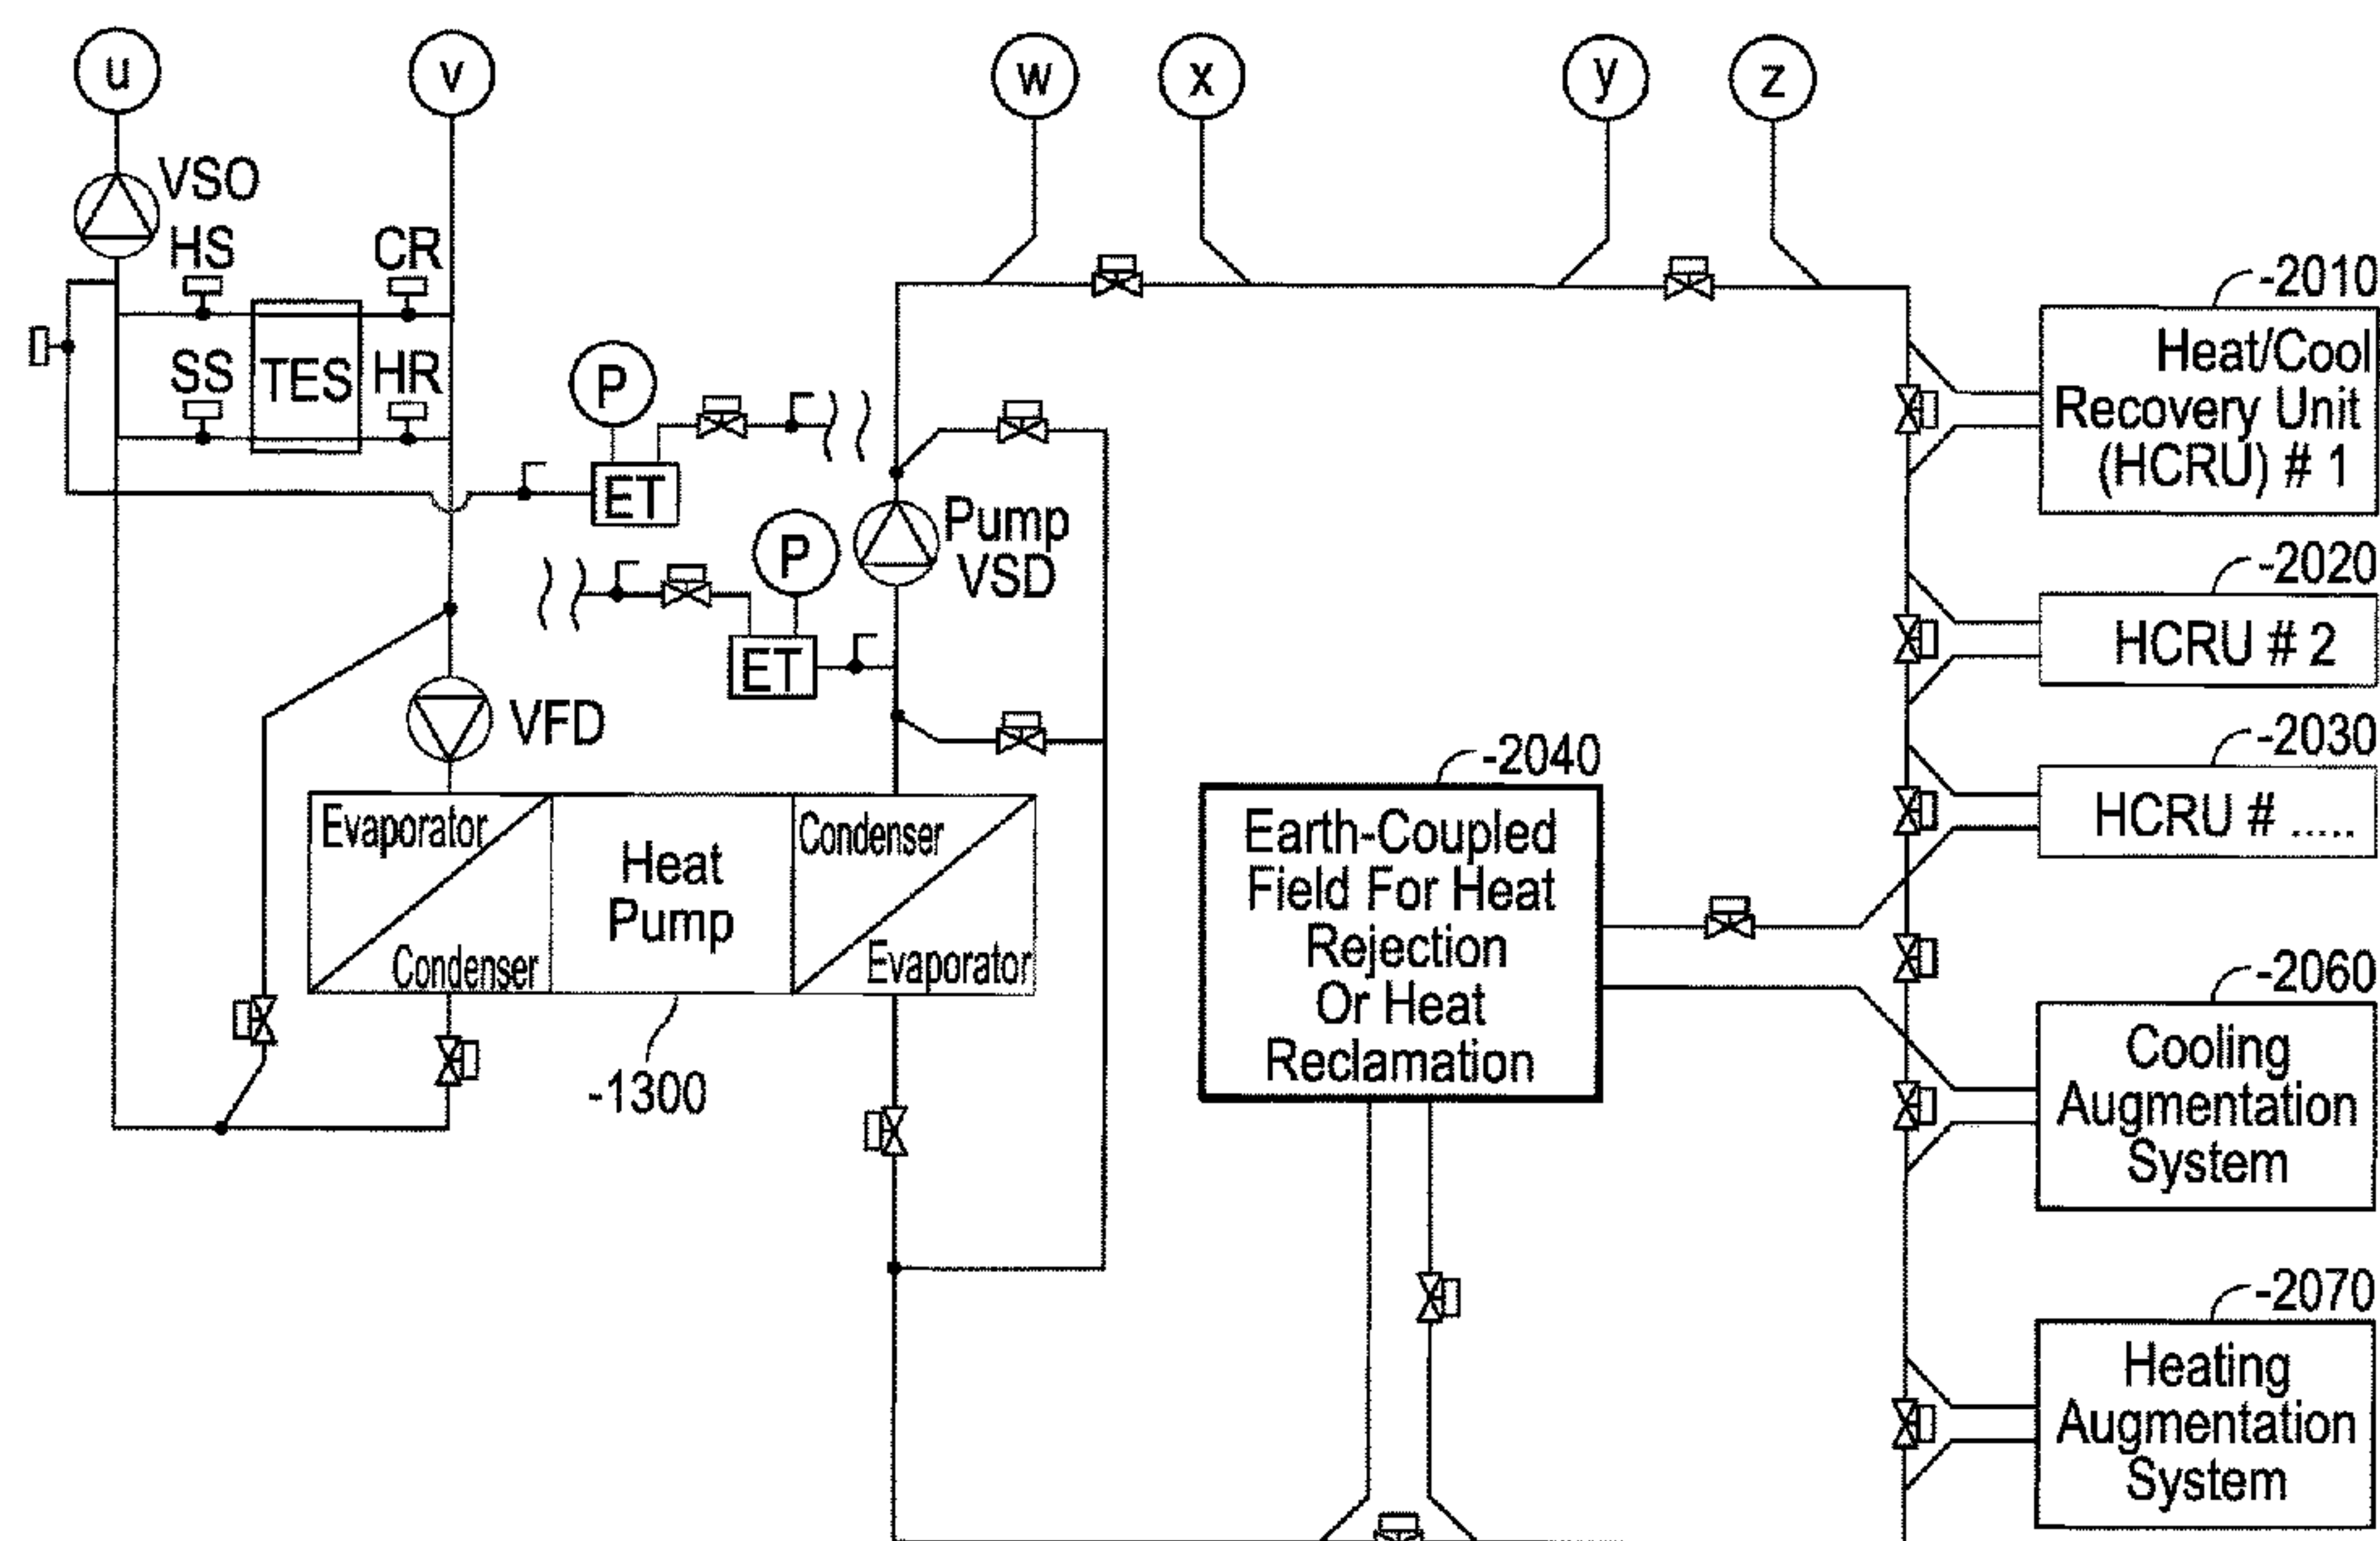 u
v
w
x
y
z
VSO
HS
CR
SS
TES
HR
P
ET
P
ET
Pump
VSD
VFD
Evaporator
Condenser
Heat
Pump
Condenser
Evaporator
-1300
-2010
Heat/Cool
Recovery Unit
(HCRU) # 1
-2020
HCRU # 2
-2030
HCRU # .....
-2040
Earth-Coupled
Field For Heat
Rejection
Or Heat
Reclamation
-2060
Cooling
Augmentation
System
-2070
Heating
Augmentation
System